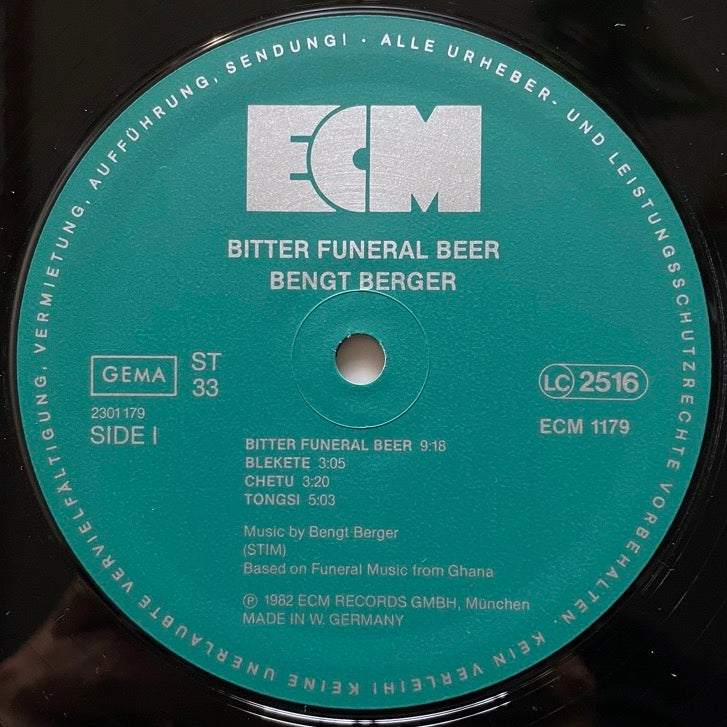 ALLE URHEBER- UND LEISTUNGSSCHUTZRECHTE VORBEHALTEN. KEIN VERLEIH! KEINE UNERLAUBTE VERVIELFÄLTIGUNG, VERMIETUNG, AUFFÜHRUNG, SENDUNG! ·
ECM
BITTER FUNERAL BEER
BENGT BERGER
GEMA
ST
33
2301179
SIDE I
LC 2516
ECM 1179
BITTER FUNERAL BEER 9:18
BLEKETE 3:05
CHETU 3:20
TONGSI 5:03
Music by Bengt Berger
(STIM)
Based on Funeral Music from Ghana
℗ 1982 ECM RECORDS GMBH, München
MADE IN W. GERMANY